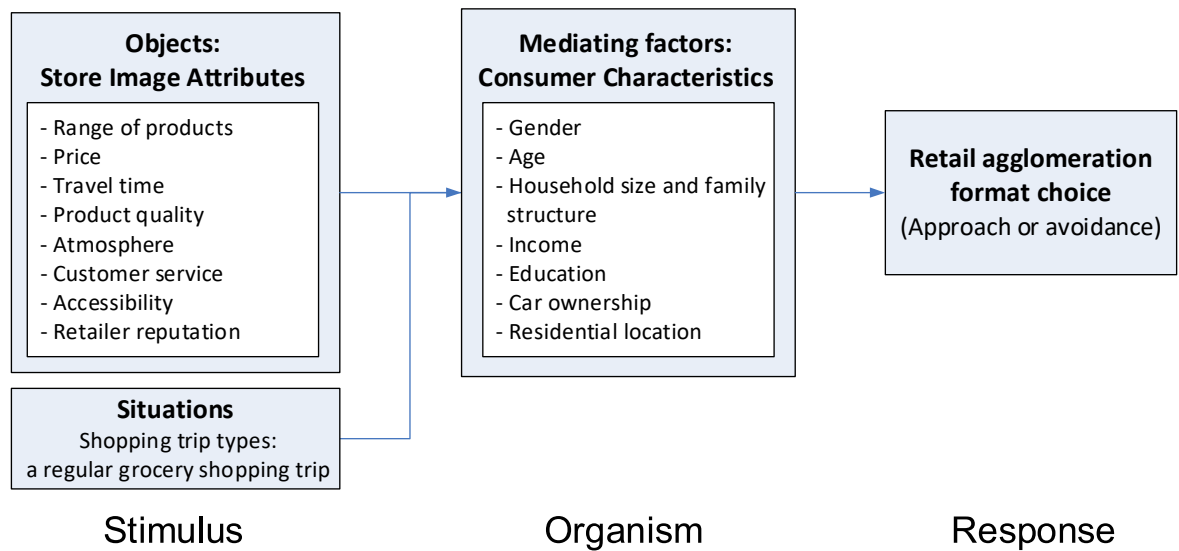 Objects:
Store Image Attributes
- Range of products
- Price
- Travel time
- Product quality
- Atmosphere
- Customer service
- Accessibility
- Retailer reputation
Situations
Shopping trip types:
a regular grocery shopping trip
Stimulus
Mediating factors:
Consumer Characteristics
- Gender
- Age
- Household size and family
structure
- Income
- Education
- Car ownership
- Residential location
Organism
Retail agglomeration
format choice
(Approach or avoidance)
Response